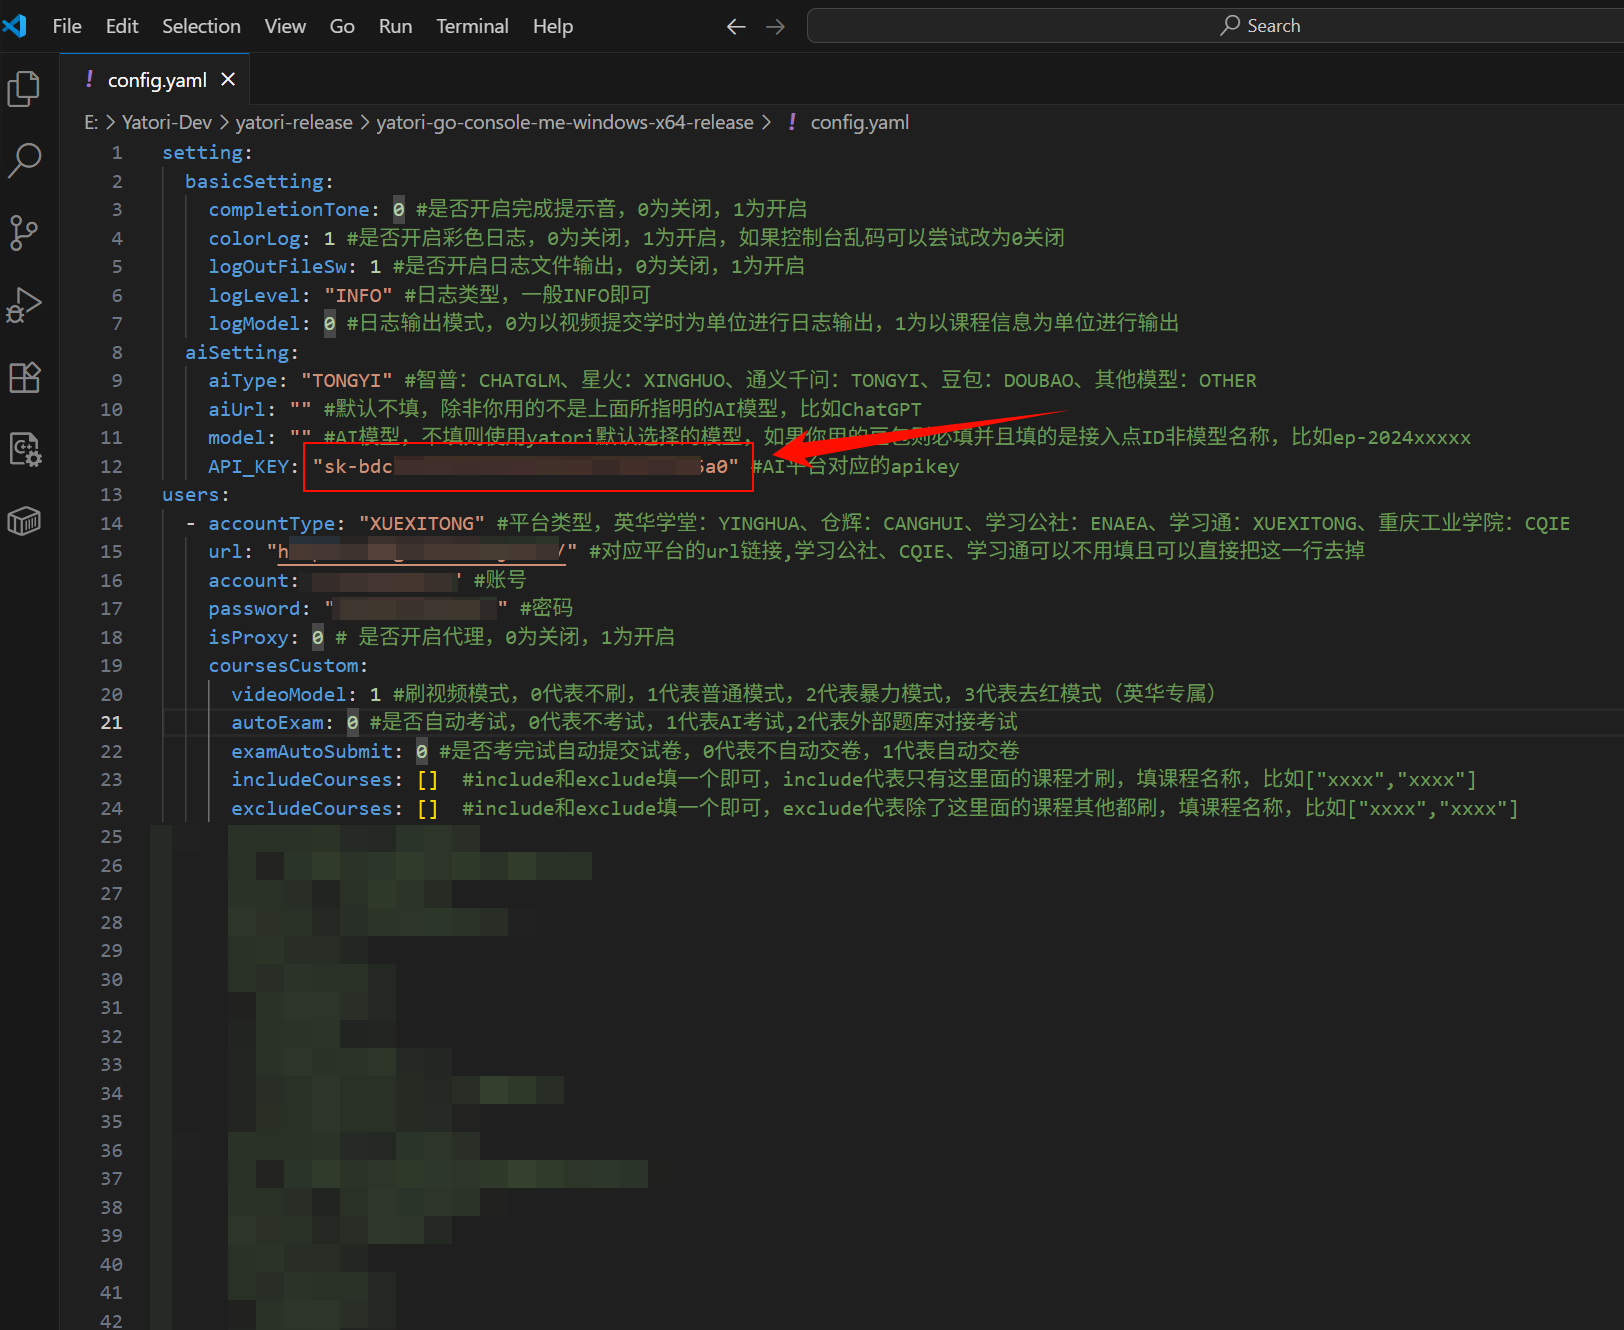 File Edit Selection View Go Run Terminal Help
Search
! config.yaml ×
E: > Yatori-Dev > yatori-release > yatori-go-console-me-windows-x64-release > ! config.yaml
1 setting:
2 basicSetting:
3 completionTone: 0 #是否开启完成提示音，0为关闭，1为开启
4 colorLog: 1 #是否开启彩色日志，0为关闭，1为开启，如果控制台乱码可以尝试改为0关闭
5 logOutFileSw: 1 #是否开启日志文件输出，0为关闭，1为开启
6 logLevel: "INFO" #日志类型，一般INFO即可
7 logModel: 0 #日志输出模式，0为以视频提交学时为单位进行日志输出，1为以课程信息为单位进行输出
8 aiSetting:
9 aiType: "TONGYI" #智普：CHATGLM、星火：XINGHUO、通义千问：TONGYI、豆包：DOUBAO、其他模型：OTHER
10 aiUrl: "" #默认不填，除非你用的不是上面所指明的AI模型，比如ChatGPT
11 model: "" #AI模型，不填则使用yatori默认选择的模型，如果你用的豆包则必填并且填的是接入点ID非模型名称，比如ep-2024xxxxx
12 API_KEY: "sk-bdc a0" #AI平台对应的apikey
13 users:
14 - accountType: "XUEXITONG" #平台类型，英华学堂：YINGHUA、仓辉：CANGHUI、学习公社：ENAEA、学习通：XUEXITONG、重庆工业学院：CQIE
15 url: "h /" #对应平台的url链接,学习公社、CQIE、学习通可以不用填且可以直接把这一行去掉
16 account: ' #账号
17 password: " " #密码
18 isProxy: 0 # 是否开启代理，0为关闭，1为开启
19 coursesCustom:
20 videoModel: 1 #刷视频模式，0代表不刷，1代表普通模式，2代表暴力模式，3代表去红模式（英华专属）
21 autoExam: 0 #是否自动考试，0代表不考试，1代表AI考试,2代表外部题库对接考试
22 examAutoSubmit: 0 #是否考完试自动提交试卷，0代表不自动交卷，1代表自动交卷
23 includeCourses: [] #include和exclude填一个即可，include代表只有这里面的课程才刷，填课程名称，比如["xxxx","xxxx"]
24 excludeCourses: [] #include和exclude填一个即可，exclude代表除了这里面的课程其他都刷，填课程名称，比如["xxxx","xxxx"]
25
26
27
28
29
30
31
32
33
34
35
36
37
38
39
40
41
42